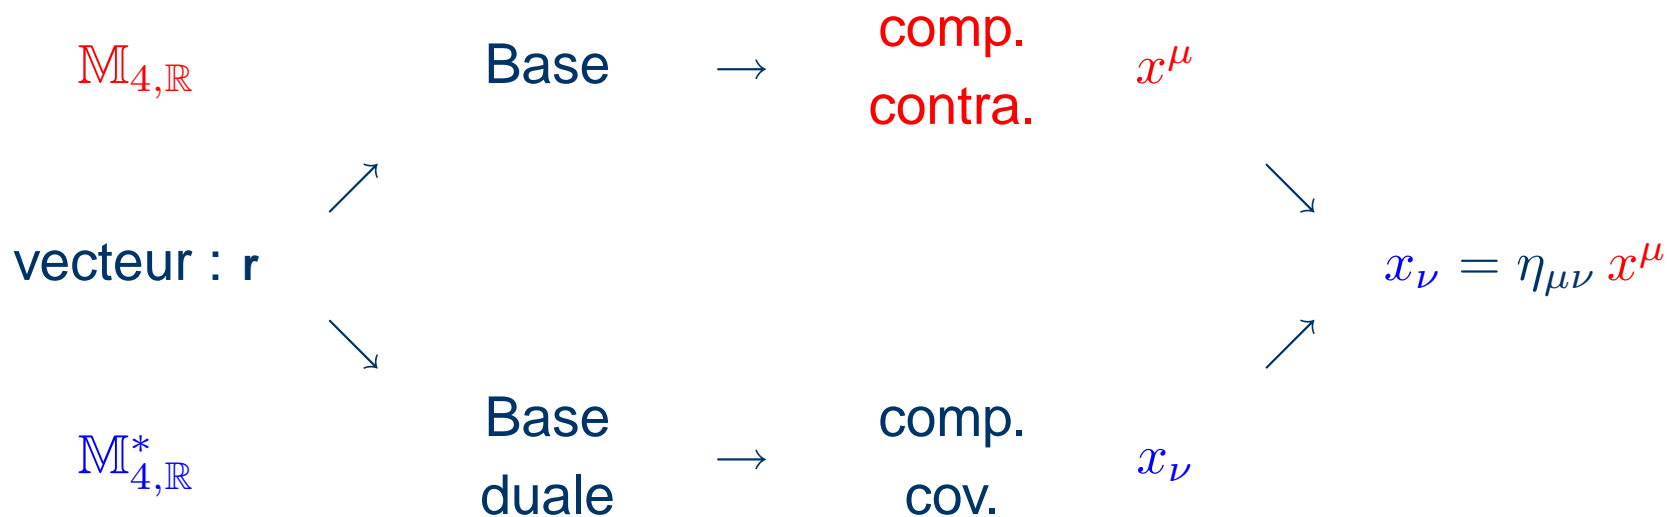 𝕄₄,ℝ Base → comp. contra. x^μ
↗ ↘
vecteur : r x_ν = η_μν x^μ
↘ ↗
𝕄*₄,ℝ Base duale → comp. cov. x_ν